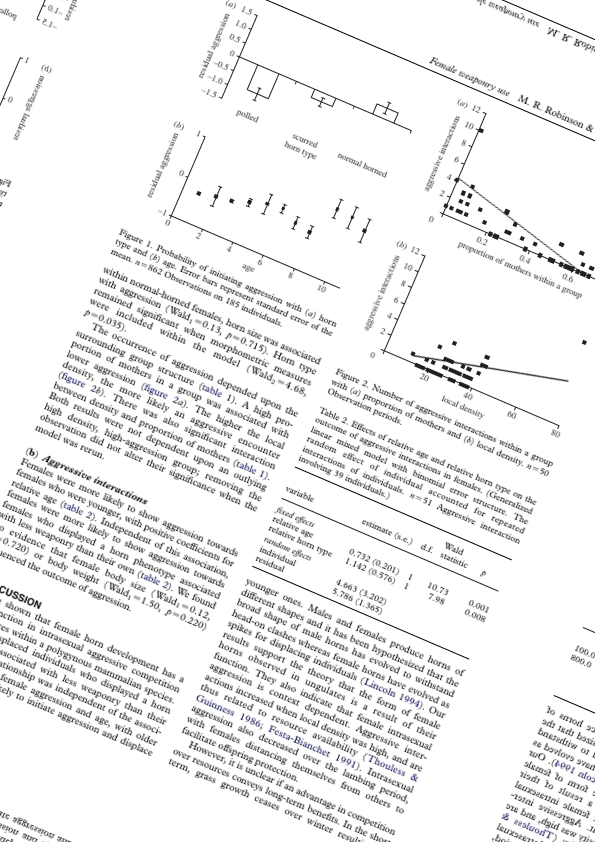 Female weaponry use M. R. Robinson &
(a)
1.5
1.0
0.5
0
−0.5
−1.0
−1.5
residual aggression
polled
scurred
normal horned
horn type
(b)
1
0
−1
residual aggression
0
2
4
6
8
10
age
Figure 1. Probability of initiating aggression with (a) horn
type and (b) age. Error bars represent standard error of the
mean. n=862 Observations on 185 individuals.
within normal-horned females, horn size was associated
with aggression (Wald1=0.13, p=0.715). Horn type
remained significant when morphometric measures
were included within the model (Wald2=4.68,
p=0.035).
The occurrence of aggression depended upon the
surrounding group structure (table 1). A high pro-
portion of mothers in a group was associated with
lower aggression (figure 2a). The higher the local
density, the more likely an aggressive encounter
(figure 2b). There was also significant interaction
between density and proportion of mothers (table 1).
Both results were not dependent upon an outlying
high density, high-aggression group; removing the
observation did not alter their significance when the
model was rerun.
(b) Aggressive interactions
Females were more likely to show aggression towards
females who were younger, with positive coefficients for
relative age (table 2). Independent of this association,
females were more likely to show aggression towards
females who displayed a horn phenotype associated
with less weaponry than their own (table 2). We found
evidence that female body size (Wald1=0.12,
0.720) or body weight (Wald1=1.50, p=0.220)
uenced the outcome of aggression.
CUSSION
shown that female horn development has a
nction in intrasexual aggressive competition
es within a polygynous mammalian species.
splaced individuals who displayed a horn
ssociated with less weaponry than their
ationship was independent of the associ-
female aggression and age, with older
ely to initiate aggression and displace
(a)
12
10
8
6
4
2
0
aggressive interactions
0.2
0.4
0.6
proportion of mothers within a group
(b)
12
10
8
6
4
2
0
aggressive interactions
20
40
60
80
local density
Figure 2. Number of aggressive interactions within a group
with (a) proportion of mothers and (b) local density. n=50
Observation periods.
Table 2. Effects of relative age and relative horn type on the
outcome of aggressive interactions in females. (Generalized
linear mixed model with binomial error structure. The
random effect of individual accounted for repeated
interactions of individuals. n=51 Aggressive interaction
involving 39 individuals.)
variable estimate (s.e.) d.f. Wald statistic p
fixed effects
relative age 0.732 (0.201) 1 10.73 0.001
relative horn type 1.142 (0.576) 1 7.98 0.008
random effects
individual 4.663 (3.202)
residual 5.786 (1.365)
younger ones. Males and females produce horns of
different shapes and it has been hypothesized that the
broad shape of male horns has evolved to withstand
head-on clashes whereas female horns have evolved as
spikes for displacing individuals (Lincoln 1994). Our
results support the theory that the form of female
horns observed in ungulates is a result of their
function. They also indicate that female intrasexual
aggression is context dependent. Aggressive inter-
actions increased when local density was high, and are
thus related to resource availability (Thouless &
Guinness 1986; Festa-Bianchet 1991). Intrasexual
aggression also decreased over the lambing period,
with females distancing themselves from others to
facilitate offspring protection.
However, it is unclear if an advantage in competition
over resources conveys long-term benefits. In the short
term, grass growth ceases over winter